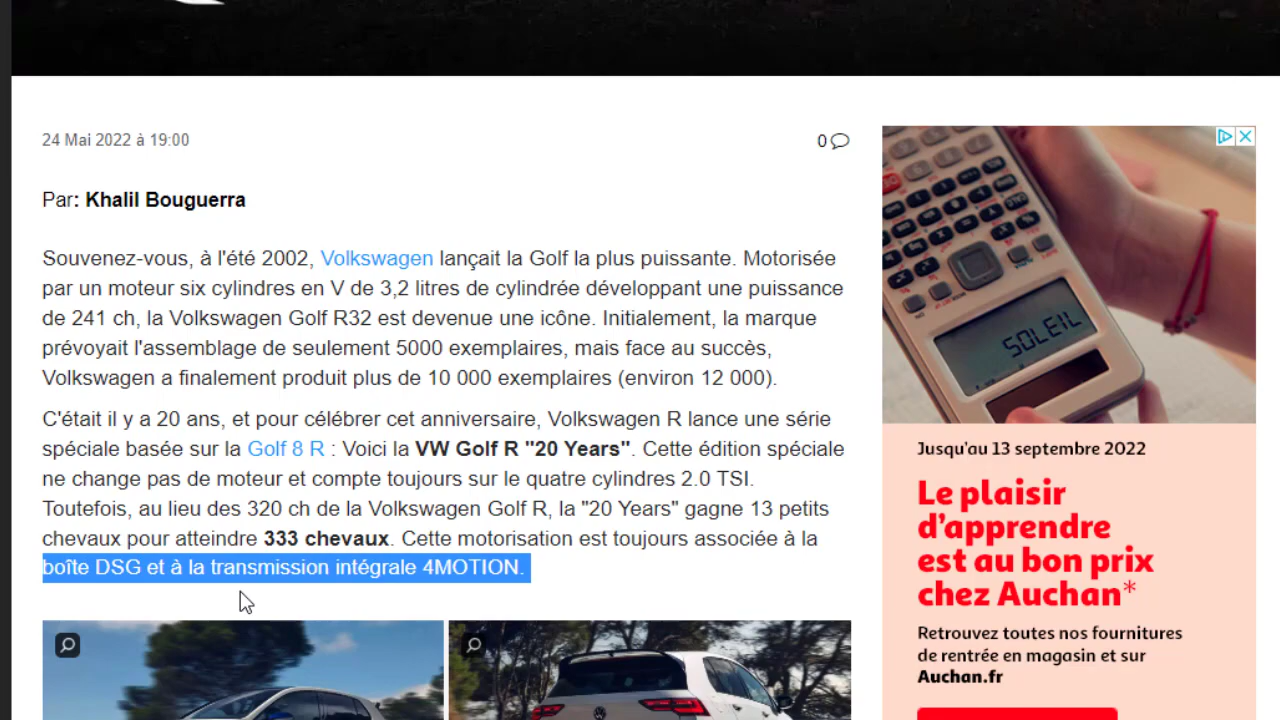 24 Mai 2022 à 19:00
0
Par: Khalil Bouguerra
Souvenez-vous, à l'été 2002, Volkswagen lançait la Golf la plus puissante. Motorisée
par un moteur six cylindres en V de 3,2 litres de cylindrée développant une puissance
de 241 ch, la Volkswagen Golf R32 est devenue une icône. Initialement, la marque
prévoyait l'assemblage de seulement 5000 exemplaires, mais face au succès,
Volkswagen a finalement produit plus de 10 000 exemplaires (environ 12 000).
C'était il y a 20 ans, et pour célébrer cet anniversaire, Volkswagen R lance une série
spéciale basée sur la Golf 8 R : Voici la VW Golf R "20 Years". Cette édition spéciale
ne change pas de moteur et compte toujours sur le quatre cylindres 2.0 TSI.
Toutefois, au lieu des 320 ch de la Volkswagen Golf R, la "20 Years" gagne 13 petits
chevaux pour atteindre 333 chevaux. Cette motorisation est toujours associée à la
boîte DSG et à la transmission intégrale 4MOTION.
SOLEIL
Jusqu'au 13 septembre 2022
Le plaisir
d'apprendre
est au bon prix
chez Auchan*
Retrouvez toutes nos fournitures
de rentrée en magasin et sur
Auchan.fr